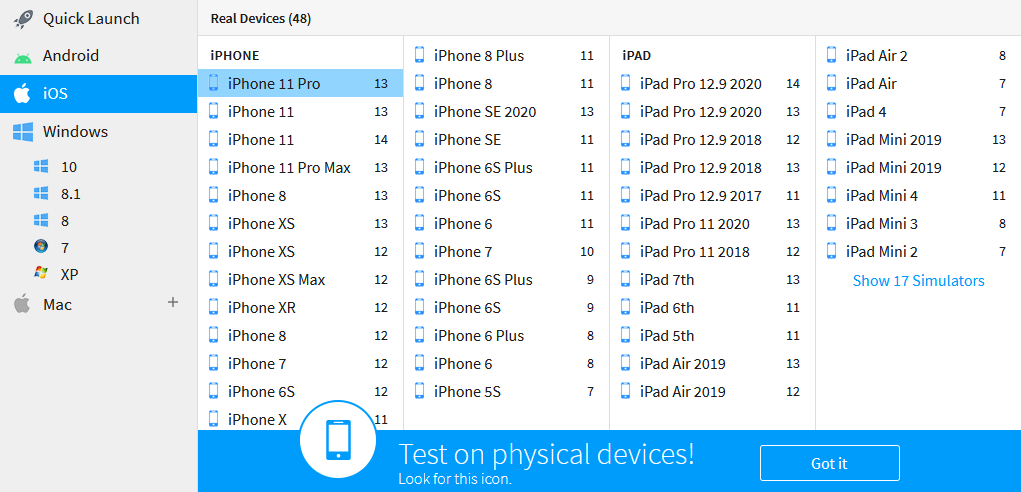 Quick Launch
Android
iOS
Windows
10
8.1
8
7
XP
Mac +
Real Devices (48)
iPHONE
iPhone 11 Pro 13
iPhone 11 13
iPhone 11 14
iPhone 11 Pro Max 13
iPhone 8 13
iPhone XS 13
iPhone XS 12
iPhone XS Max 12
iPhone XR 12
iPhone 8 12
iPhone 7 12
iPhone 6S 12
iPhone X 11
iPhone 8 Plus 11
iPhone 8 11
iPhone SE 2020 13
iPhone SE 11
iPhone 6S Plus 11
iPhone 6S 11
iPhone 6 11
iPhone 7 10
iPhone 6S Plus 9
iPhone 6S 9
iPhone 6 Plus 8
iPhone 6 8
iPhone 5S 7
iPAD
iPad Pro 12.9 2020 14
iPad Pro 12.9 2020 13
iPad Pro 12.9 2018 12
iPad Pro 12.9 2018 13
iPad Pro 12.9 2017 11
iPad Pro 11 2020 13
iPad Pro 11 2018 12
iPad 7th 13
iPad 6th 11
iPad 5th 11
iPad Air 2019 13
iPad Air 2019 12
iPad Air 2 8
iPad Air 7
iPad 4 7
iPad Mini 2019 13
iPad Mini 2019 12
iPad Mini 4 11
iPad Mini 3 8
iPad Mini 2 7
Show 17 Simulators
Test on physical devices!
Look for this icon.
Got it